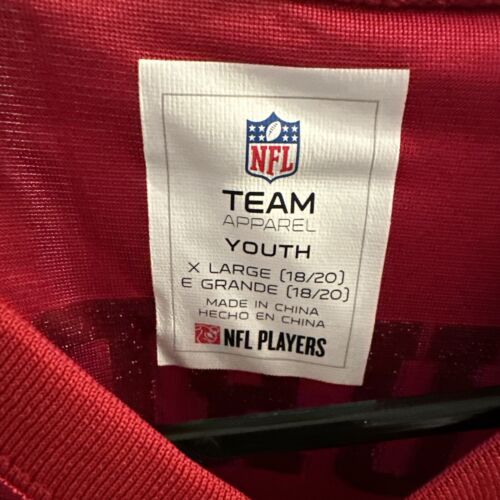 NFL
TEAM
APPAREL
YOUTH
X LARGE (18/20)
E GRANDE (18/20)
MADE IN CHINA
HECHO EN CHINA
NFL PLAYERS